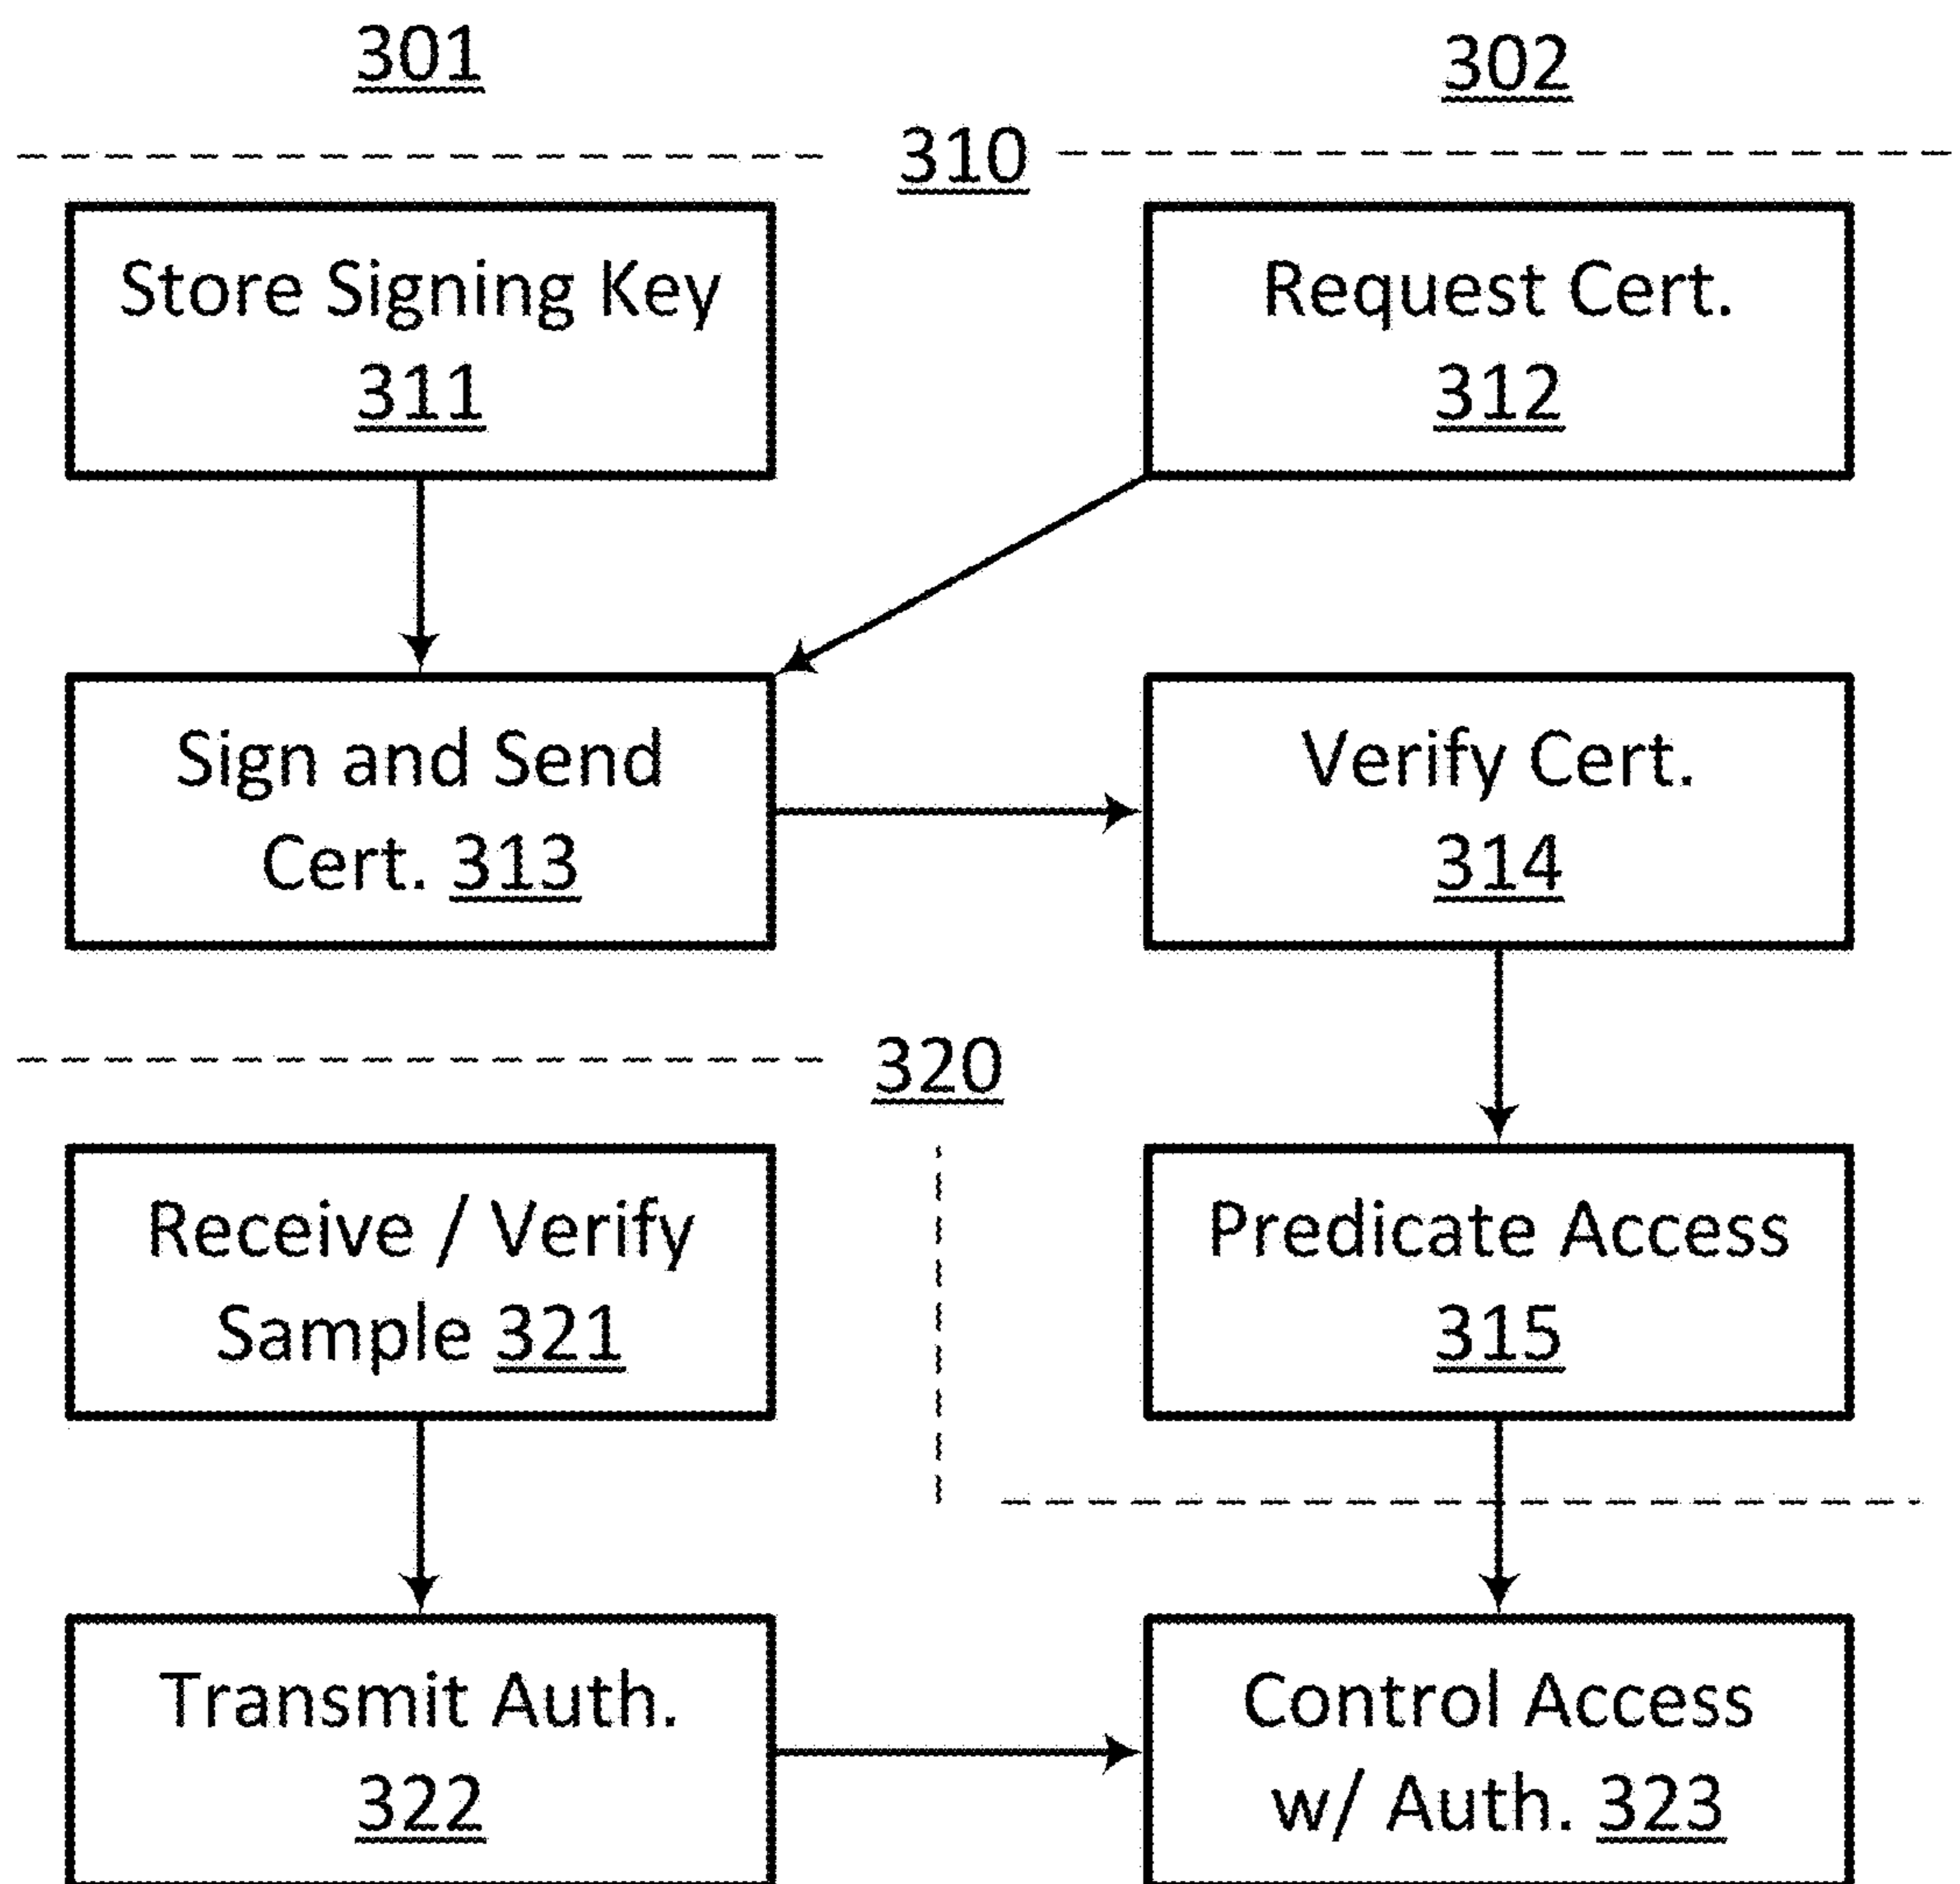 301
302
310
Store Signing Key
311
Request Cert.
312
Sign and Send
Cert. 313
Verify Cert.
314
320
Receive / Verify
Sample 321
Predicate Access
315
Transmit Auth.
322
Control Access
w/ Auth. 323